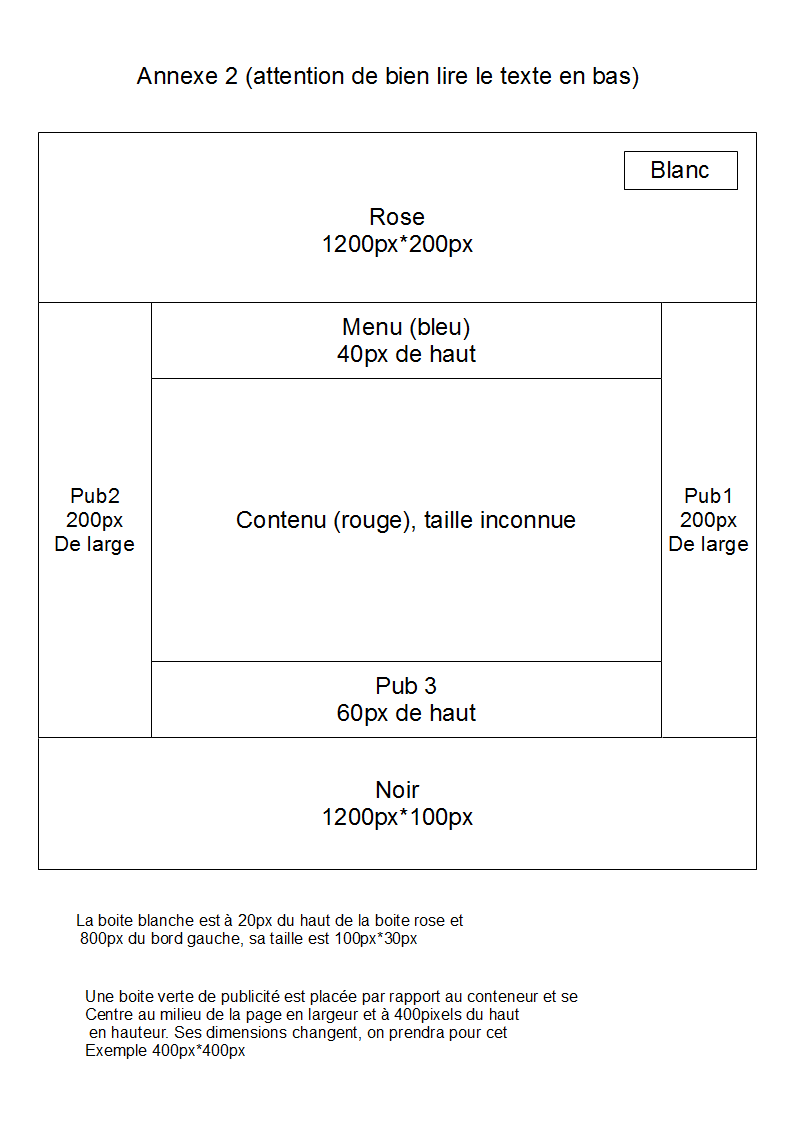 Annexe 2 (attention de bien lire le texte en bas)
Blanc
Rose
1200px*200px
Menu (bleu)
40px de haut
Pub2
200px
De large
Contenu (rouge), taille inconnue
Pub1
200px
De large
Pub 3
60px de haut
Noir
1200px*100px
La boite blanche est à 20px du haut de la boite rose et
800px du bord gauche, sa taille est 100px*30px
Une boite verte de publicité est placée par rapport au conteneur et se
Centre au milieu de la page en largeur et à 400pixels du haut
en hauteur. Ses dimensions changent, on prendra pour cet
Exemple 400px*400px